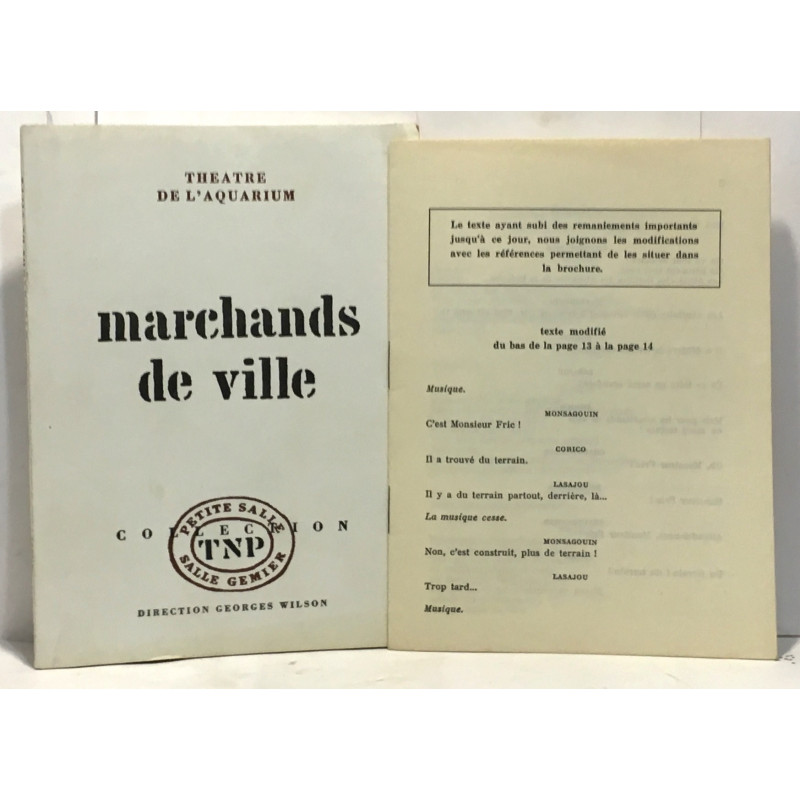 THEATRE
DE L'AQUARIUM
marchands
de ville
COLLECTION
PETITE SALLE
TNP
SALLE GEMIER
DIRECTION GEORGES WILSON
Le texte ayant subi des remaniements importants
jusqu'à ce jour, nous joignons les modifications
avec les références permettant de les situer dans
la brochure.
texte modifié
du bas de la page 13 à la page 14
Musique.
MONSAGOUIN
C'est Monsieur Fric !
CORICO
Il a trouvé du terrain.
LASAJOU
Il y a du terrain partout, derrière, là...
La musique cesse.
MONSAGOUIN
Non, c'est construit, plus de terrain !
LASAJOU
Trop tard...
Musique.